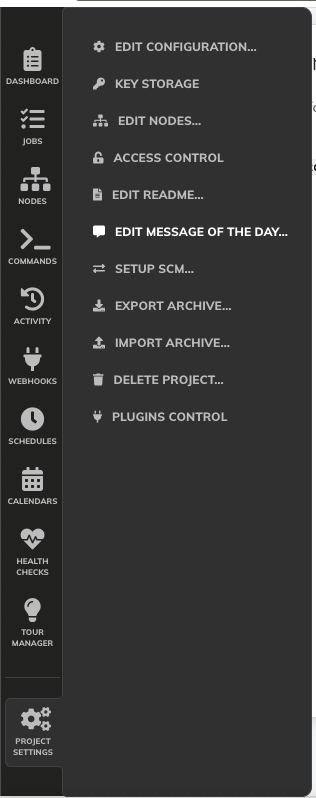 DASHBOARD
JOBS
NODES
COMMANDS
ACTIVITY
WEBHOOKS
SCHEDULES
CALENDARS
HEALTH
CHECKS
TOUR
MANAGER
PROJECT
SETTINGS
EDIT CONFIGURATION...
KEY STORAGE
EDIT NODES...
ACCESS CONTROL
EDIT README...
EDIT MESSAGE OF THE DAY...
SETUP SCM...
EXPORT ARCHIVE...
IMPORT ARCHIVE...
DELETE PROJECT...
PLUGINS CONTROL